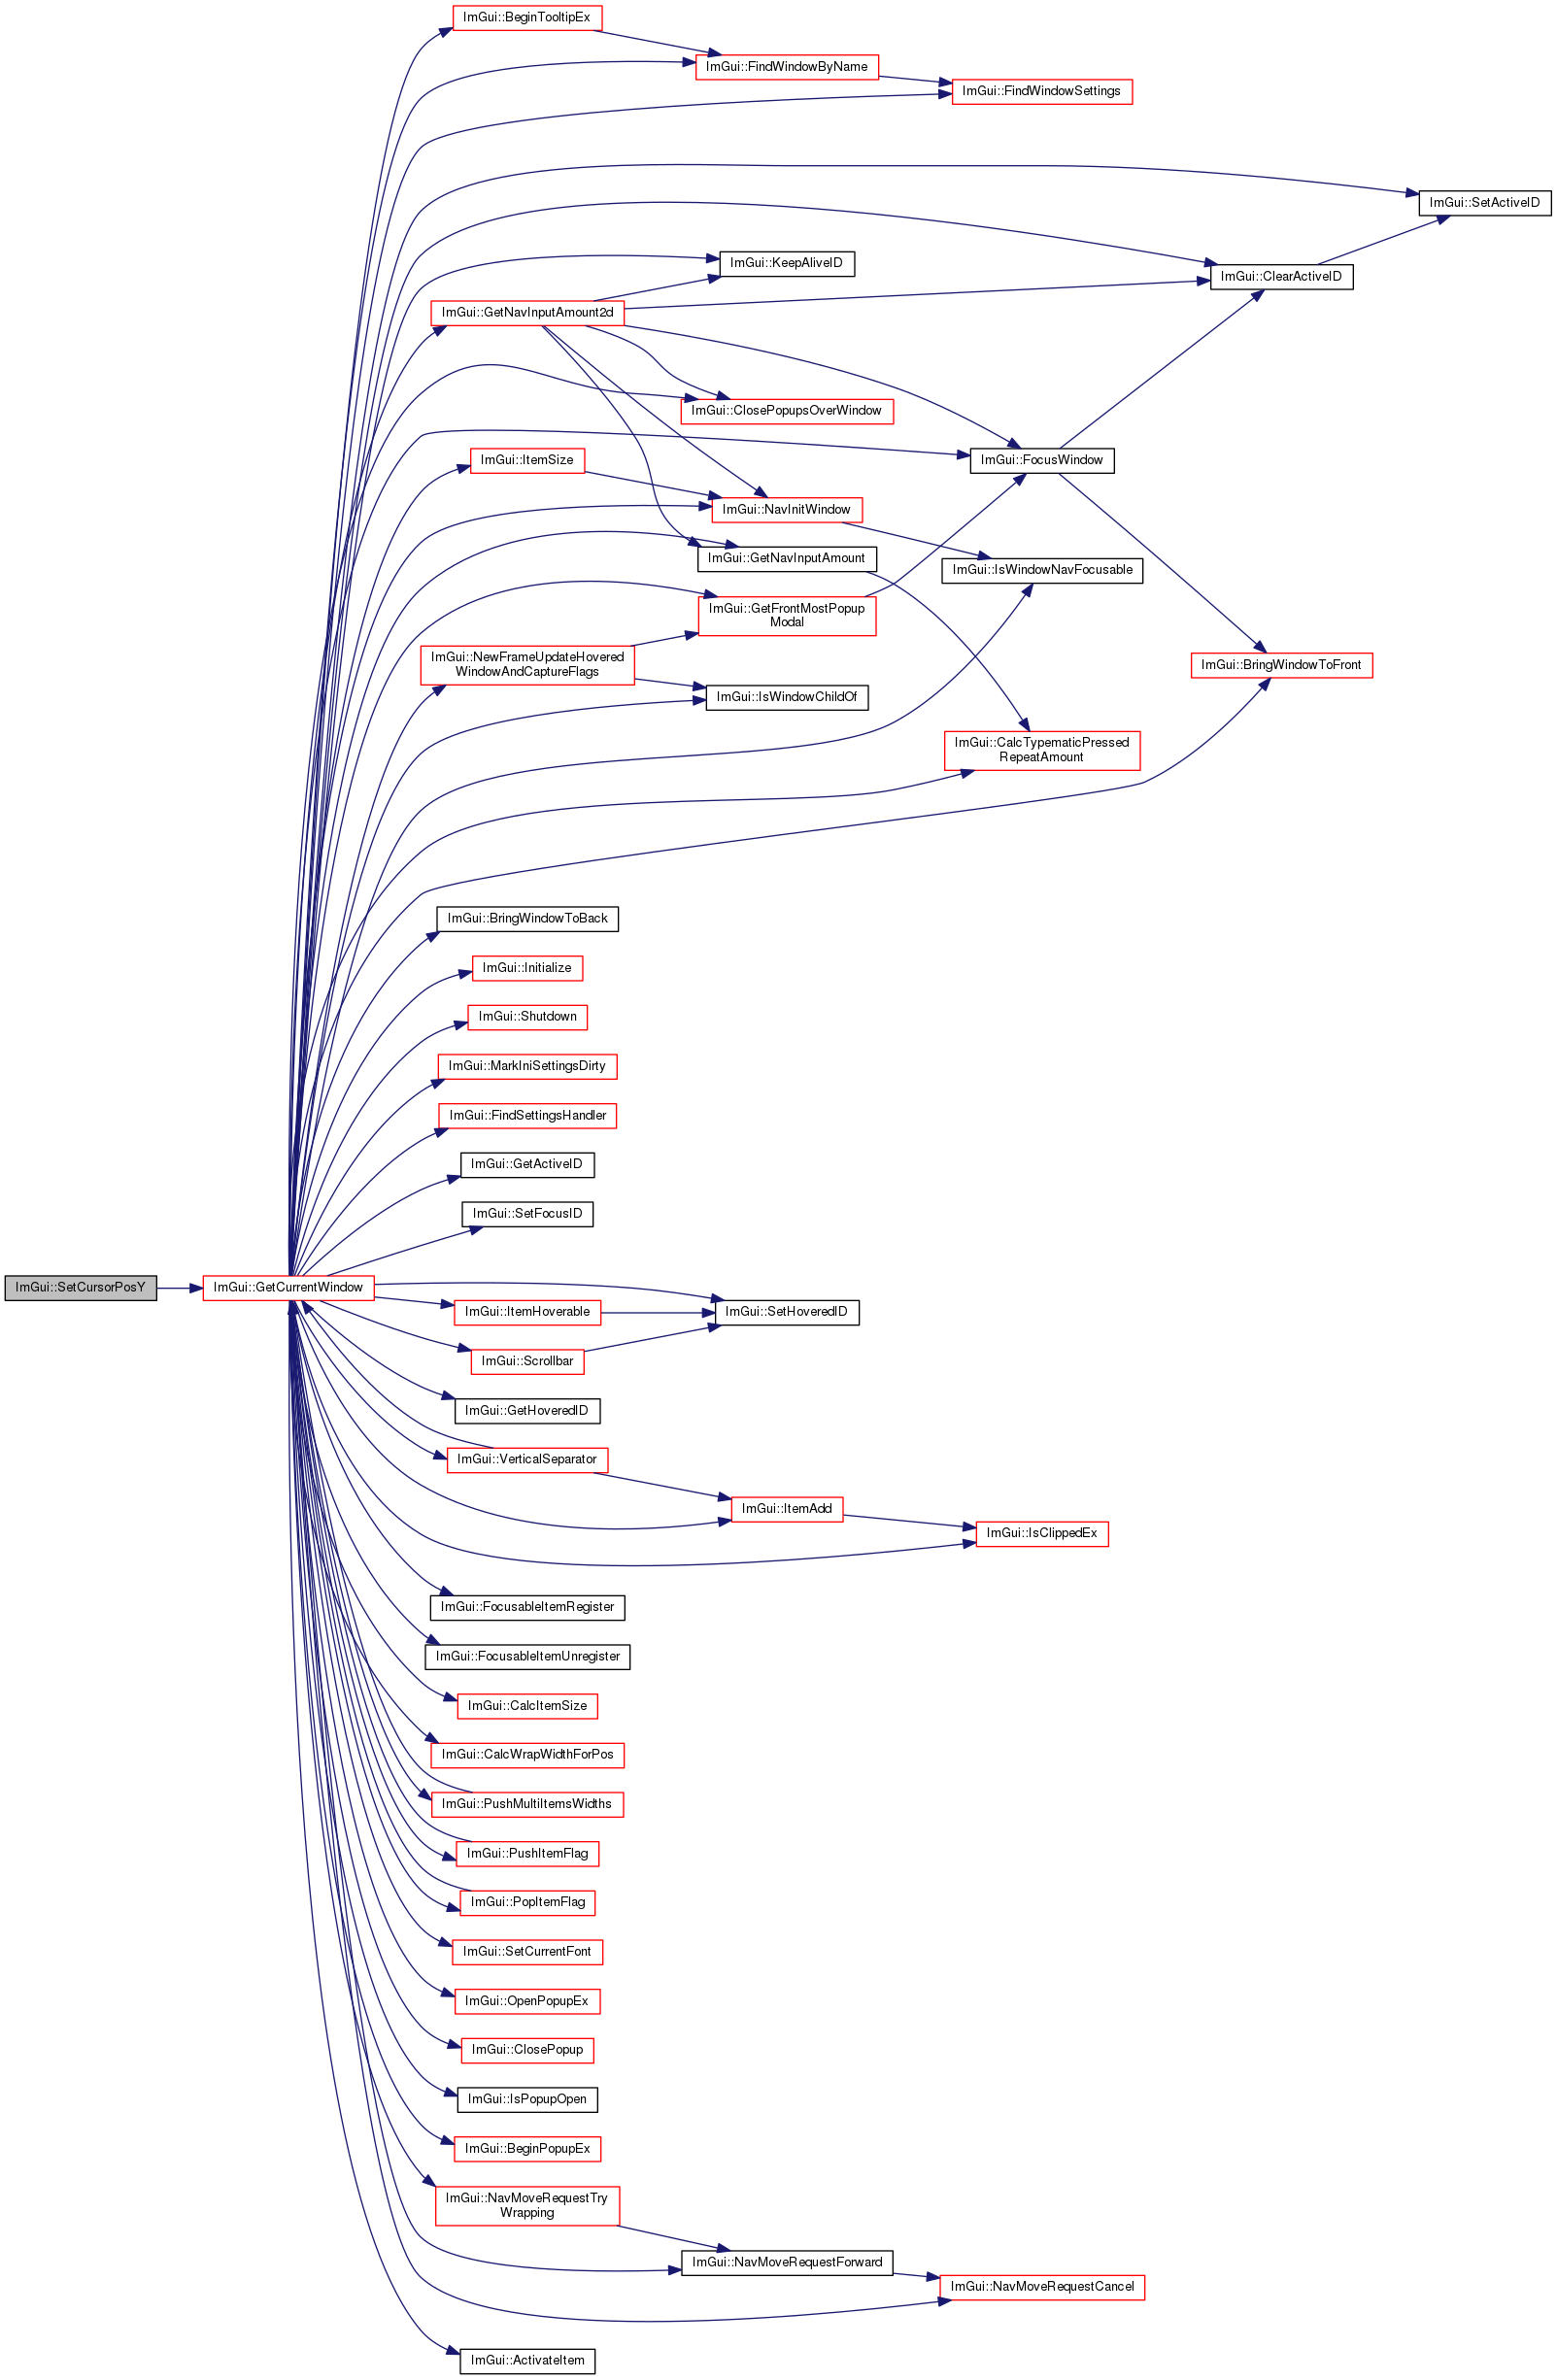 ImGui::BeginTooltipEx
ImGui::FindWindowByName
ImGui::FindWindowSettings
ImGui::SetActiveID
ImGui::KeepAliveID
ImGui::ClearActiveID
ImGui::GetNavInputAmount2d
ImGui::ClosePopupsOverWindow
ImGui::ItemSize
ImGui::FocusWindow
ImGui::NavInitWindow
ImGui::GetNavInputAmount
ImGui::IsWindowNavFocusable
ImGui::GetFrontMostPopup
Modal
ImGui::NewFrameUpdateHovered
WindowAndCaptureFlags
ImGui::BringWindowToFront
ImGui::IsWindowChildOf
ImGui::CalcTypematicPressed
RepeatAmount
ImGui::BringWindowToBack
ImGui::Initialize
ImGui::Shutdown
ImGui::MarkIniSettingsDirty
ImGui::FindSettingsHandler
ImGui::GetActiveID
ImGui::SetFocusID
ImGui::SetCursorPosY
ImGui::GetCurrentWindow
ImGui::ItemHoverable
ImGui::SetHoveredID
ImGui::Scrollbar
ImGui::GetHoveredID
ImGui::VerticalSeparator
ImGui::ItemAdd
ImGui::IsClippedEx
ImGui::FocusableItemRegister
ImGui::FocusableItemUnregister
ImGui::CalcItemSize
ImGui::CalcWrapWidthForPos
ImGui::PushMultiItemsWidths
ImGui::PushItemFlag
ImGui::PopItemFlag
ImGui::SetCurrentFont
ImGui::OpenPopupEx
ImGui::ClosePopup
ImGui::IsPopupOpen
ImGui::BeginPopupEx
ImGui::NavMoveRequestTry
Wrapping
ImGui::NavMoveRequestForward
ImGui::NavMoveRequestCancel
ImGui::ActivateItem